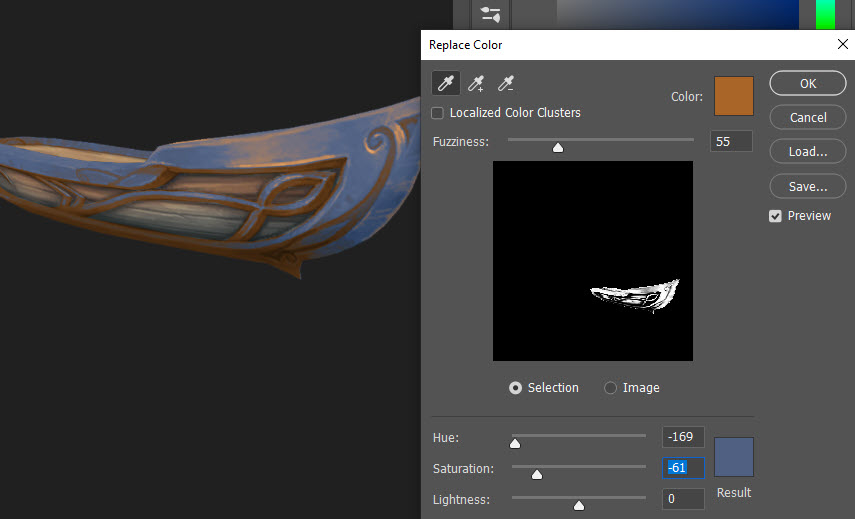 Replace Color
Color:
OK
Localized Color Clusters
Cancel
Fuzziness:
55
Load...
Save...
Preview
Selection
Image
Hue:
-169
Saturation:
-61
Result
Lightness:
0